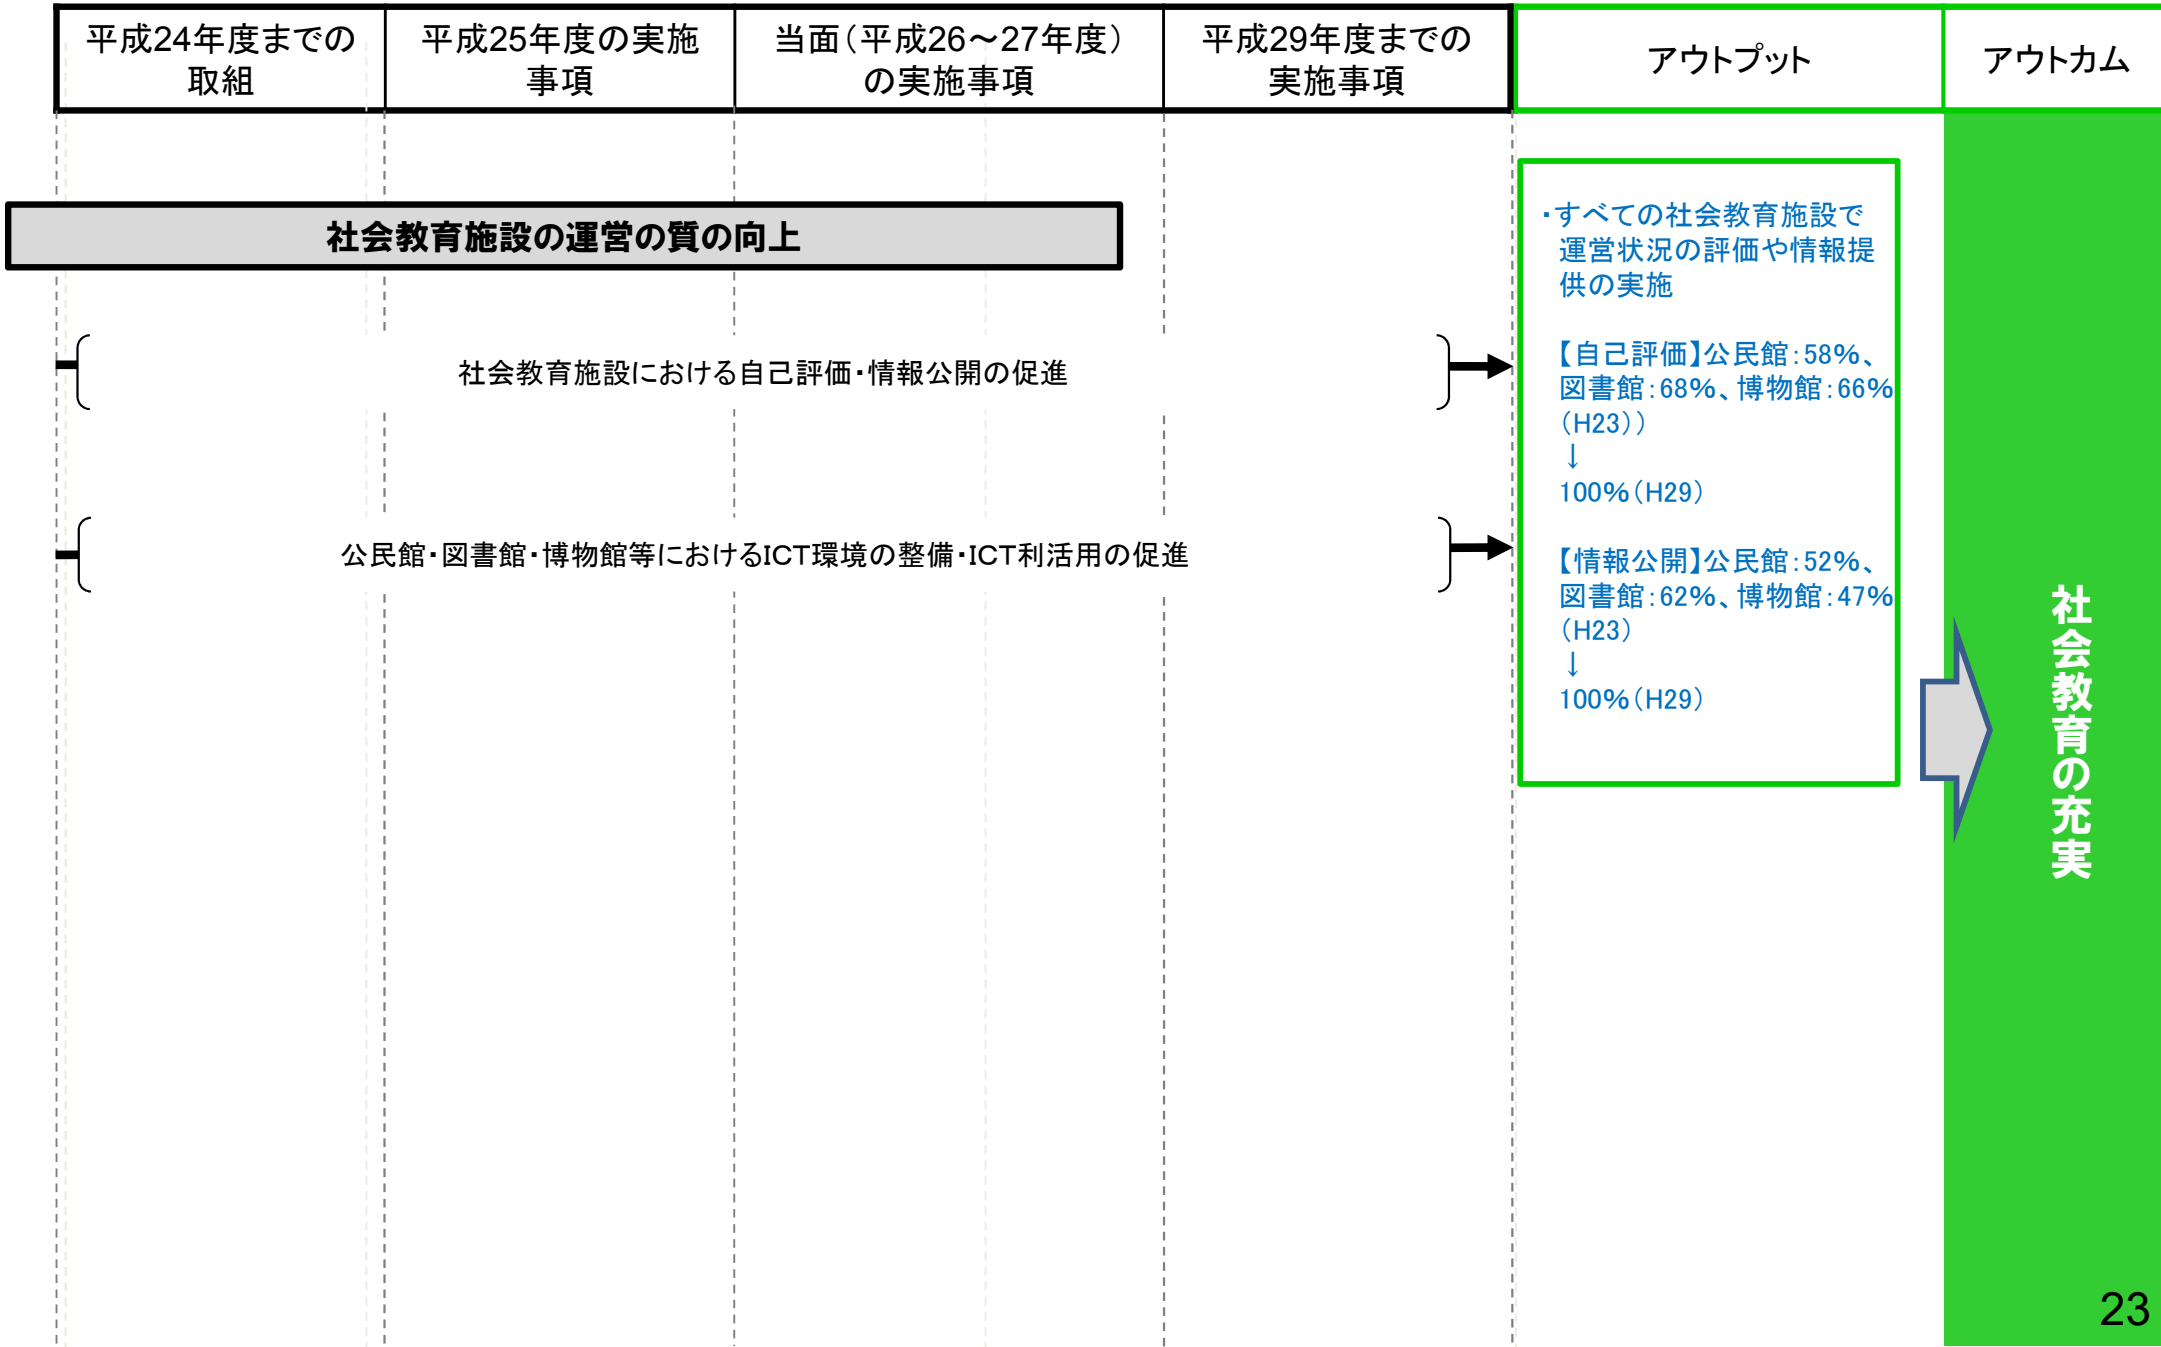 平成24年度までの
取組
平成25年度の実施
事項
当面（平成26～27年度）
の実施事項
平成29年度までの
実施事項
アウトプット
アウトカム
社会教育施設の運営の質の向上
社会教育施設における自己評価・情報公開の促進
公民館・図書館・博物館等におけるICT環境の整備・ICT利活用の促進
・すべての社会教育施設で
運営状況の評価や情報提
供の実施
【自己評価】公民館：58％、
図書館：68％、博物館：66％
（H23））
↓
100％（H29）
【情報公開】公民館：52％、
図書館：62％、博物館：47％
（H23）
↓
100％（H29）
社会教育の充実
23